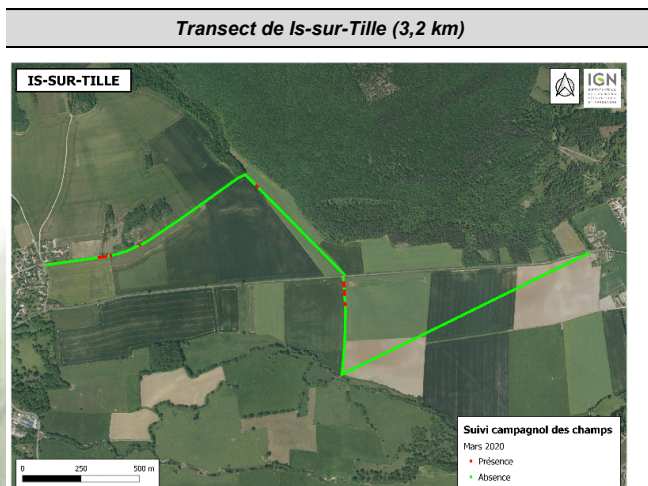 Transect de Is-sur-Tille (3,2 km)
IS-SUR-TILLE
IGN
Suivi campagnol des champs
Mars 2020
Présence
Absence
0 250 500 m